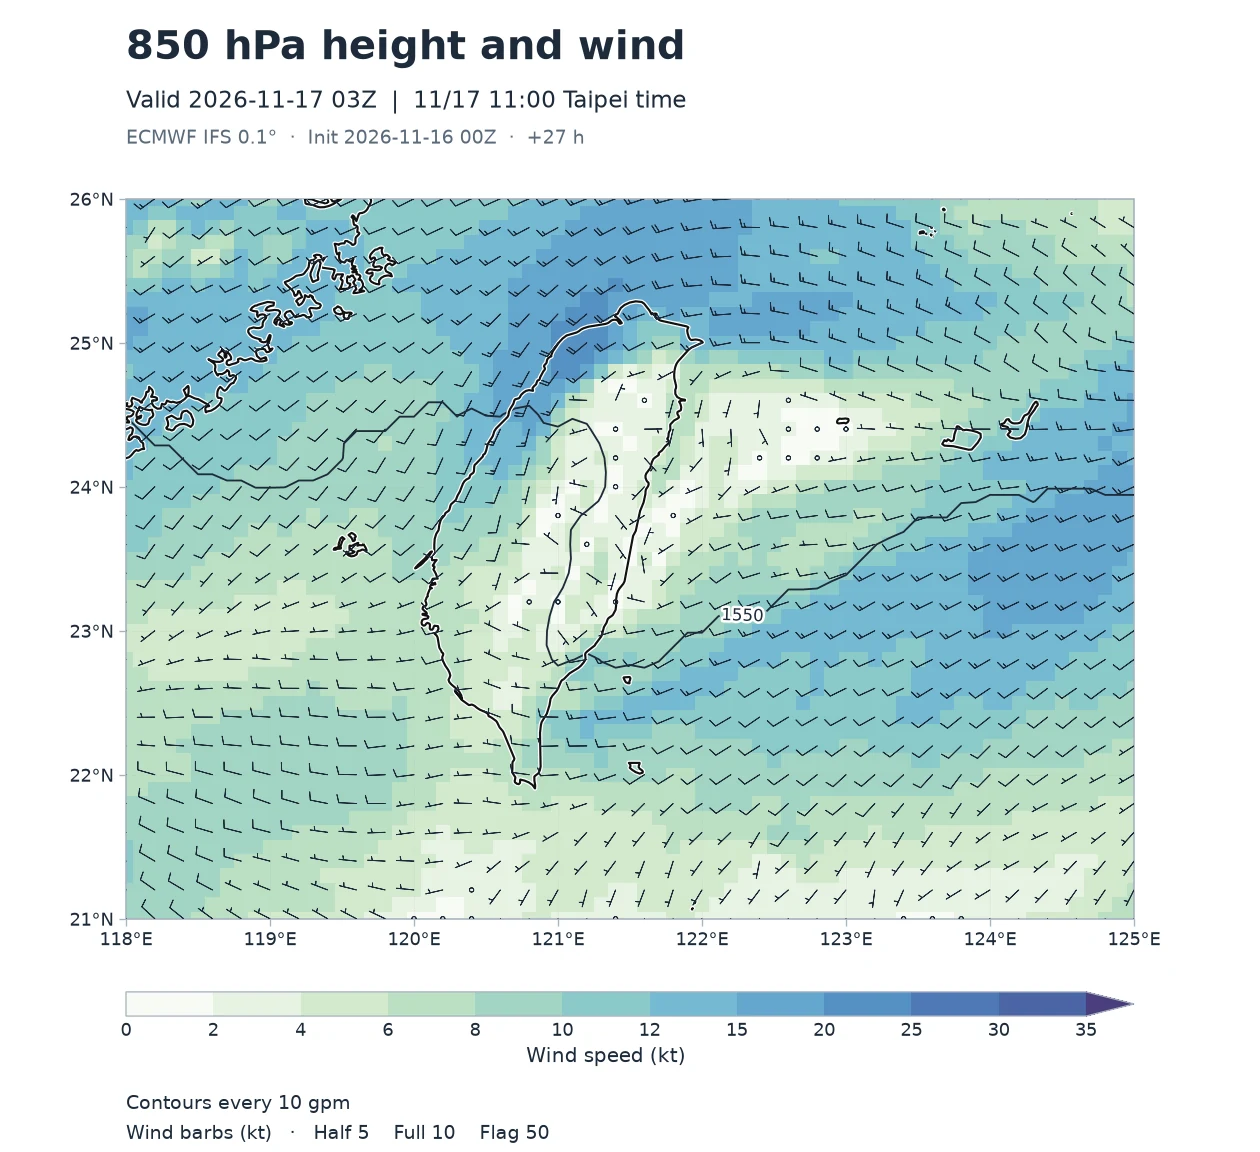 850 hPa height and wind
Valid 2026-11-17 03Z | 11/17 11:00 Taipei time
ECMWF IFS 0.1° · Init 2026-11-16 00Z · +27 h
26°N
25°N
24°N
23°N
22°N
21°N
1550
118°E 119°E 120°E 121°E 122°E 123°E 124°E 125°E
0 2 4 6 8 10 12 15 20 25 30 35
Wind speed (kt)
Contours every 10 gpm
Wind barbs (kt) · Half 5 Full 10 Flag 50